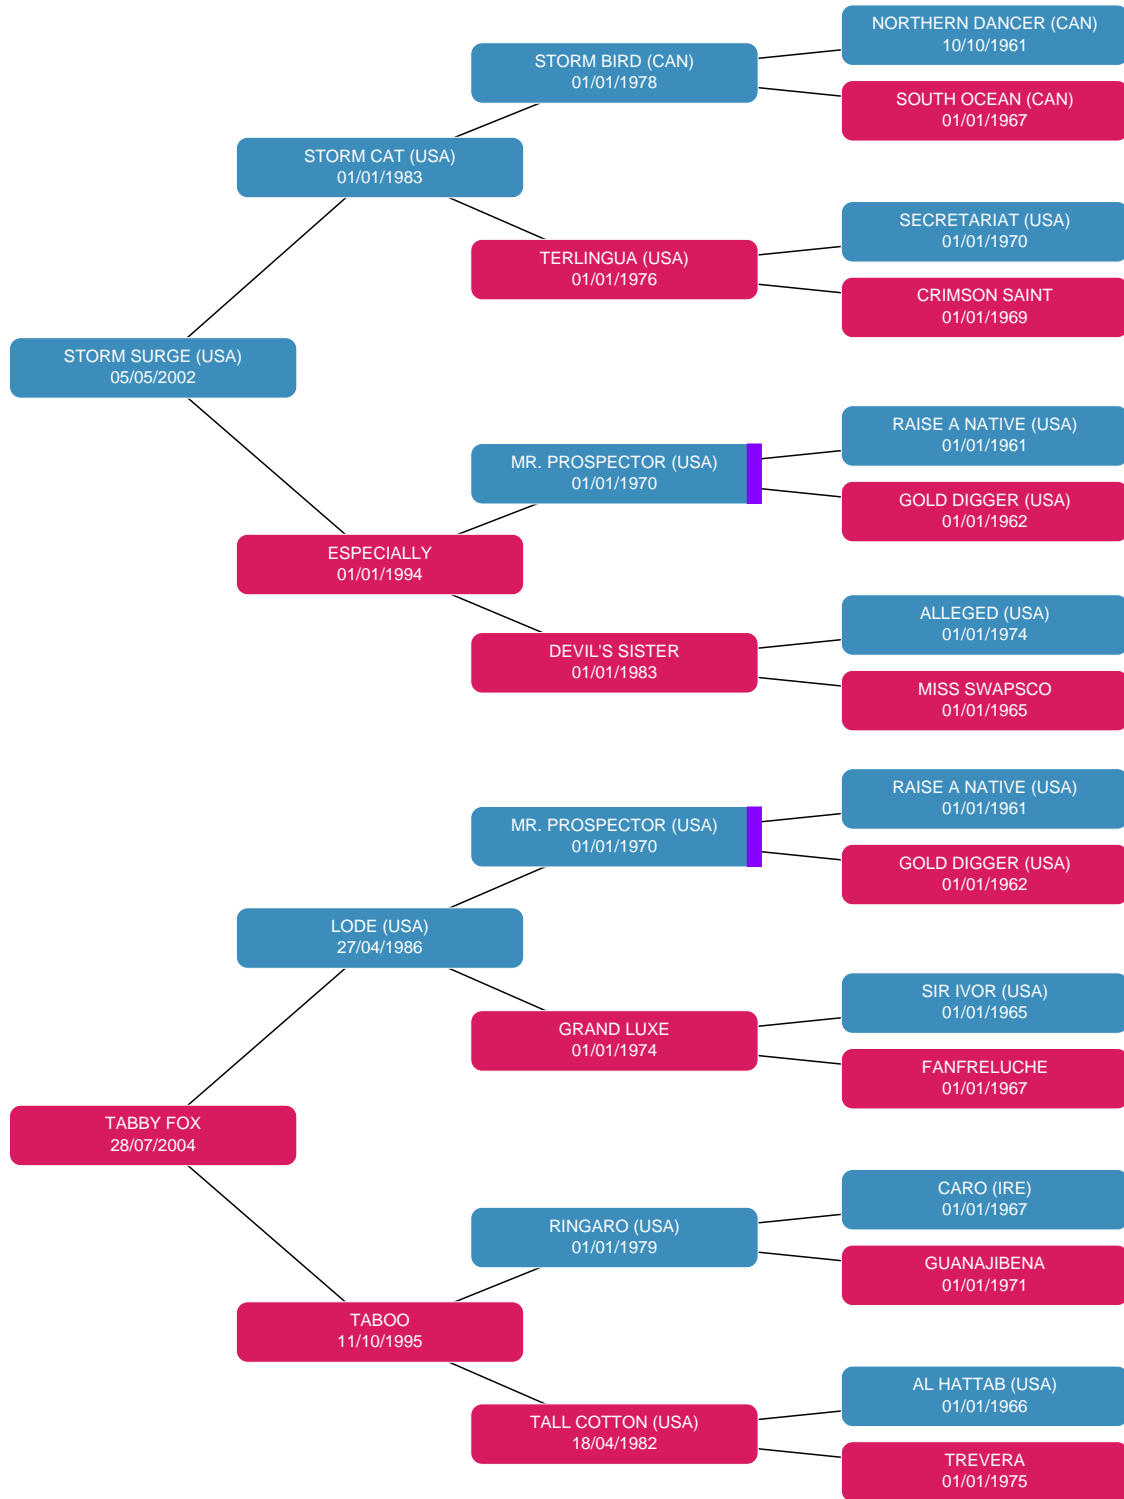 NORTHERN DANCER (CAN)
10/10/1961
STORM BIRD (CAN)
01/01/1978
SOUTH OCEAN (CAN)
01/01/1967
STORM CAT (USA)
01/01/1983
SECRETARIAT (USA)
01/01/1970
TERLINGUA (USA)
01/01/1976
CRIMSON SAINT
01/01/1969
STORM SURGE (USA)
05/05/2002
RAISE A NATIVE (USA)
01/01/1961
MR. PROSPECTOR (USA)
01/01/1970
GOLD DIGGER (USA)
01/01/1962
ESPECIALLY
01/01/1994
ALLEGED (USA)
01/01/1974
DEVIL'S SISTER
01/01/1983
MISS SWAPSCO
01/01/1965
RAISE A NATIVE (USA)
01/01/1961
MR. PROSPECTOR (USA)
01/01/1970
GOLD DIGGER (USA)
01/01/1962
LODE (USA)
27/04/1986
SIR IVOR (USA)
01/01/1965
GRAND LUXE
01/01/1974
FANFRELUCHE
01/01/1967
TABBY FOX
28/07/2004
CARO (IRE)
01/01/1967
RINGARO (USA)
01/01/1979
GUANAJIBENA
01/01/1971
TABOO
11/10/1995
AL HATTAB (USA)
01/01/1966
TALL COTTON (USA)
18/04/1982
TREVERA
01/01/1975